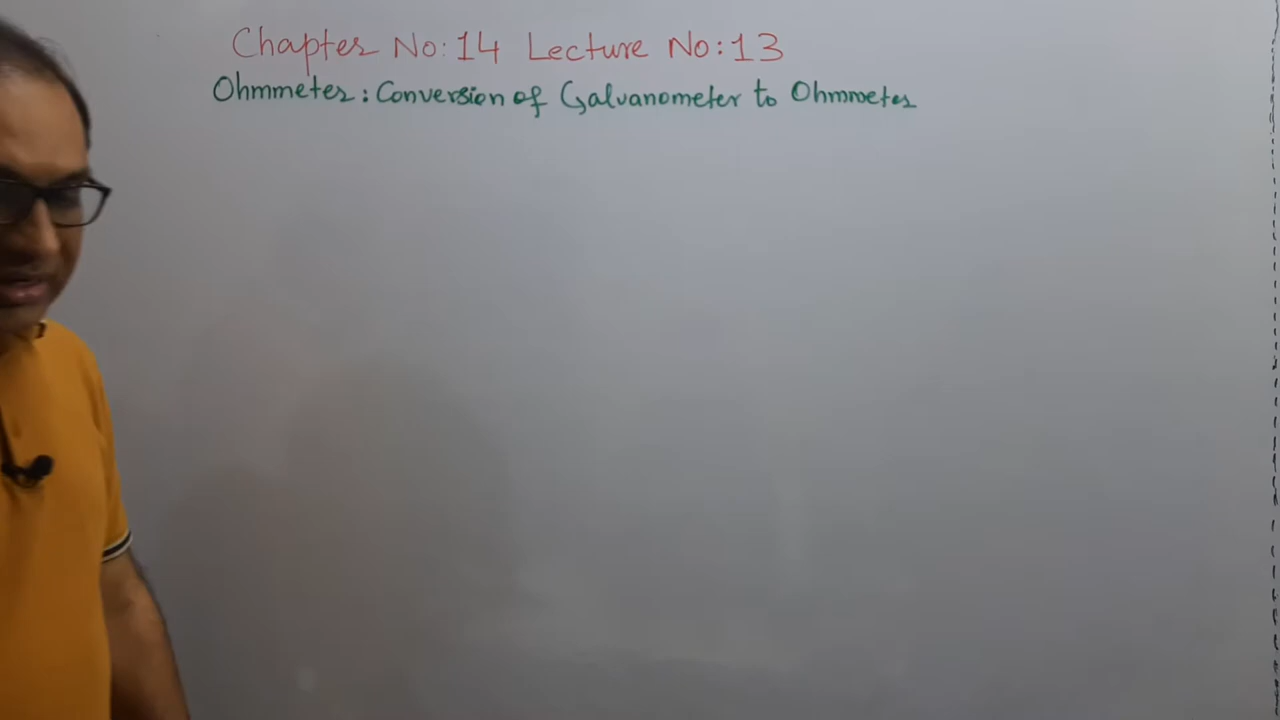 Chapter No: 14 Lecture No: 13
Ohmmeter: Conversion of Galvanometer to Ohmmeter